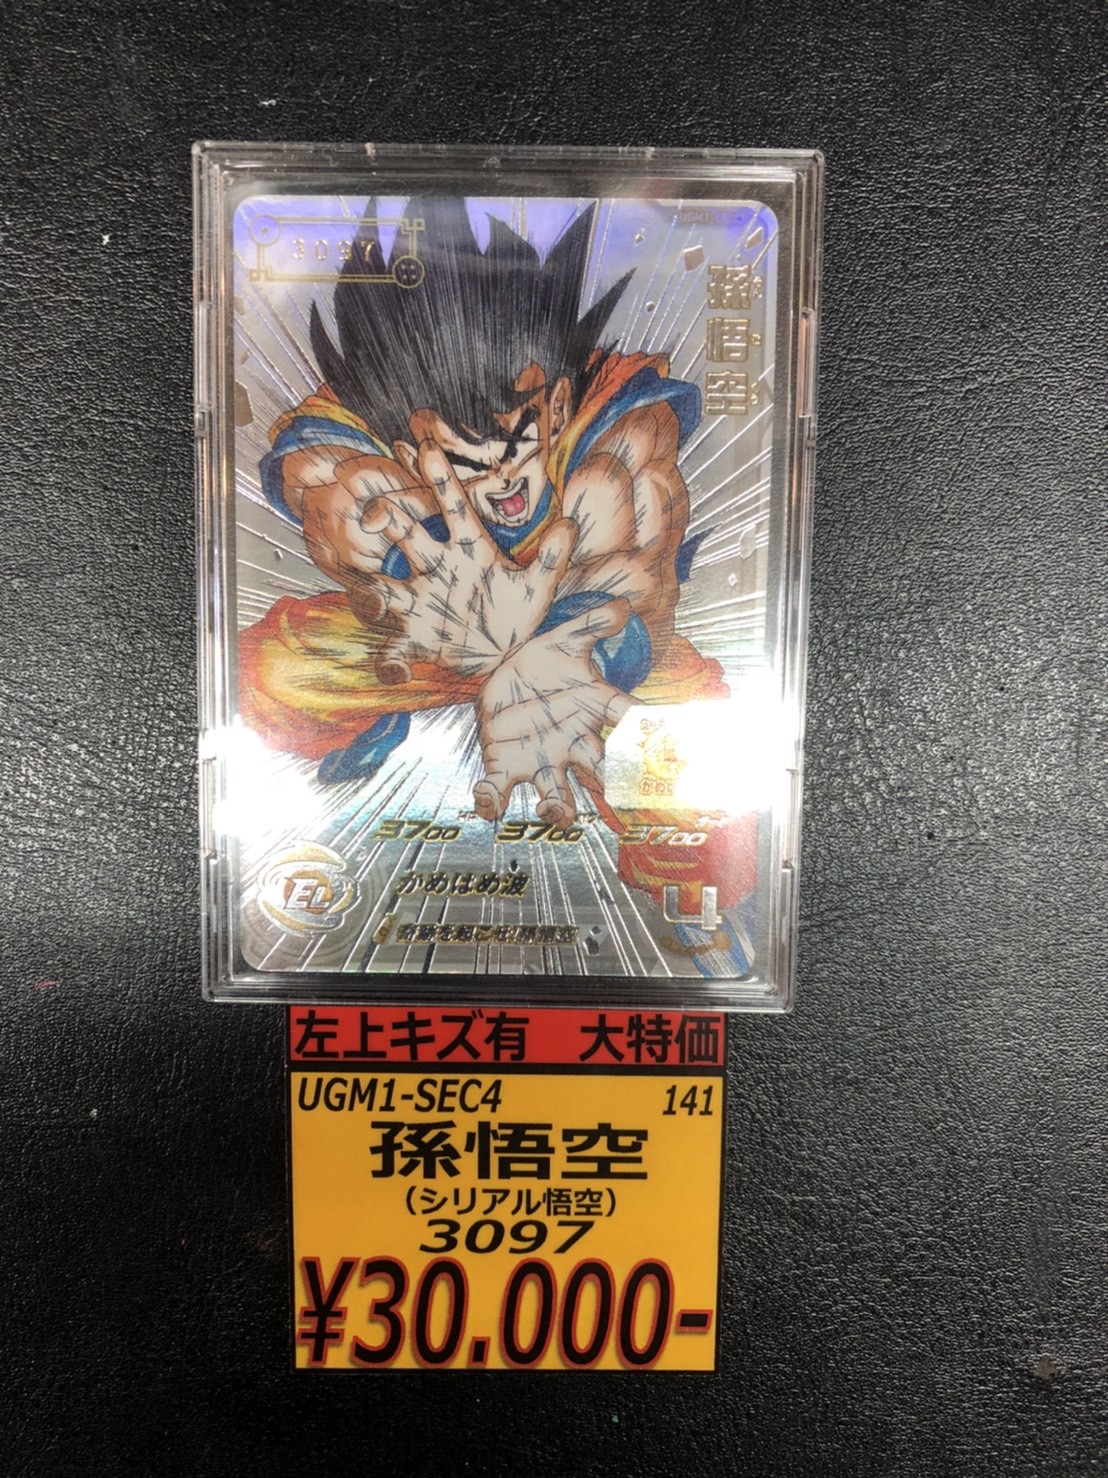 3097
孫悟空
3700 3700 3700
かめはめ波
EL
4
左上キズ有 大特価
UGM1-SEC4 141
孫悟空
(シリアル悟空)
3097
¥30.000-